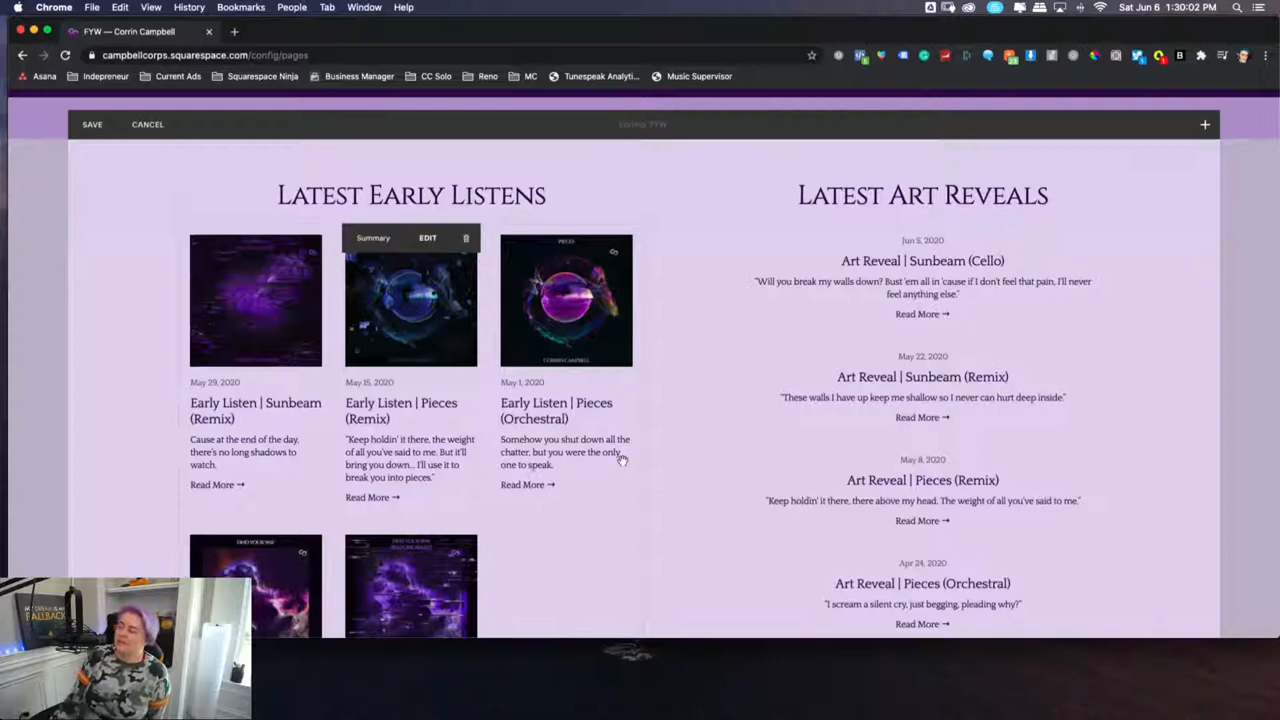 Chrome File Edit View History Bookmarks People Tab Window Help Sat Jun 6 1:30:02 PM
FYW — Corrin Campbell
campbellcorps.squarespace.com/config/pages
Asana Indepreneur Current Ads Squarespace Ninja Business Manager CC Solo Reno MC Tunespeak Analyti... Music Supervisor
SAVE CANCEL Editing: FYW
LATEST EARLY LISTENS
Summary EDIT
PIECES
CORRIN CAMPBELL
May 29, 2020
Early Listen | Sunbeam
(Remix)
Cause at the end of the day,
there's no long shadows to
watch.
Read More →
May 15, 2020
Early Listen | Pieces
(Remix)
"Keep holdin' it there, the weight
of all you've said to me. But it'll
bring you down... I'll use it to
break you into pieces."
Read More →
May 1, 2020
Early Listen | Pieces
(Orchestral)
Somehow you shut down all the
chatter, but you were the only
one to speak.
Read More →
FIND YOUR WAY
LATEST ART REVEALS
Jun 5, 2020
Art Reveal | Sunbeam (Cello)
"Will you break my walls down? Bust 'em all in 'cause if I don't feel that pain, I'll never
feel anything else."
Read More →
May 22, 2020
Art Reveal | Sunbeam (Remix)
"These walls I have up keep me shallow so I never can hurt deep inside."
Read More →
May 8, 2020
Art Reveal | Pieces (Remix)
"Keep holdin' it there, there above my head. The weight of all you've said to me."
Read More →
Apr 24, 2020
Art Reveal | Pieces (Orchestral)
"I scream a silent cry, just begging, pleading why?"
Read More →
FALLBACK